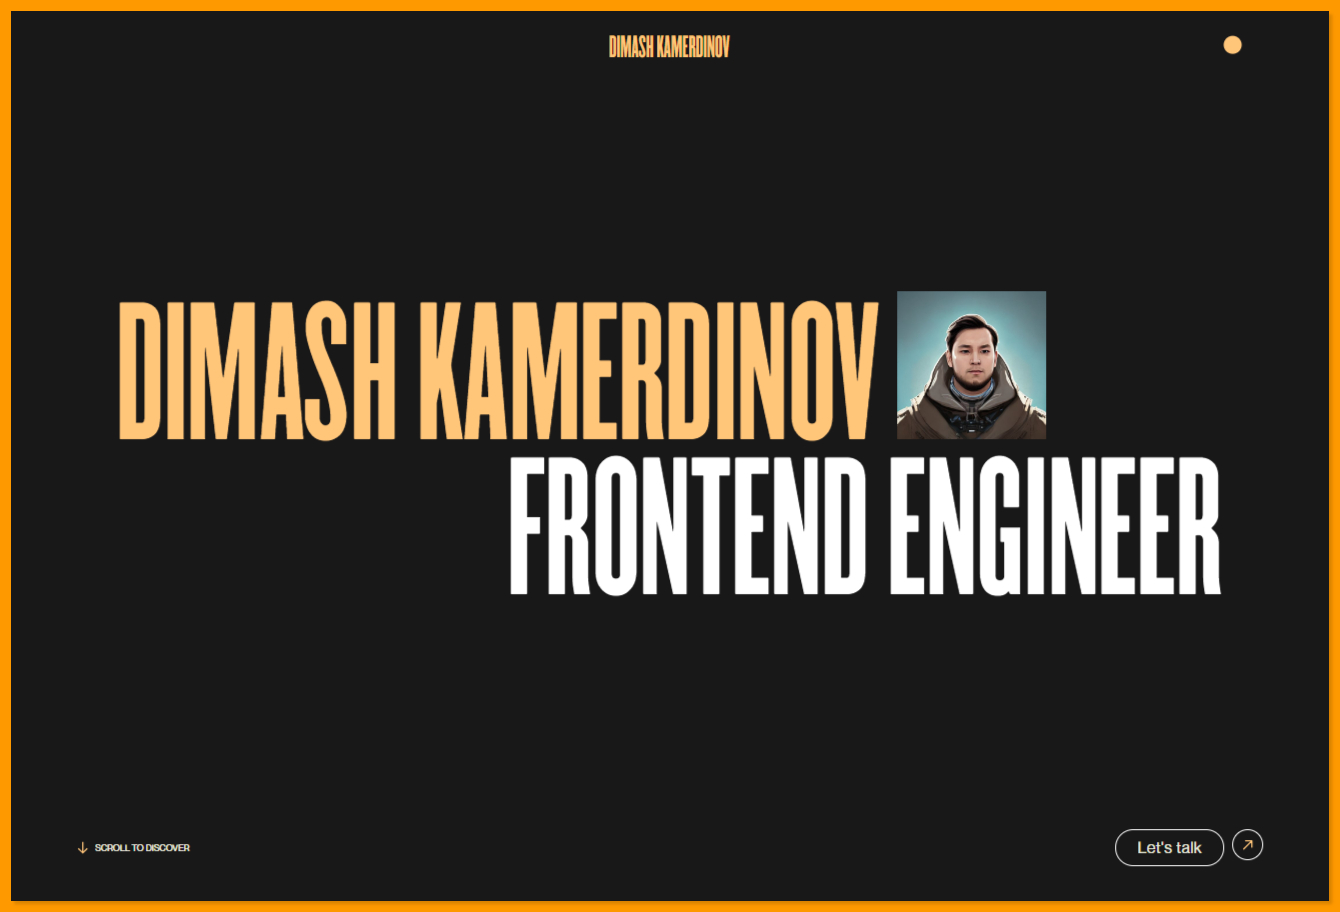 DIMASH KAMERDINOV
DIMASH KAMERDINOV
FRONTEND ENGINEER
SCROLL TO DISCOVER
Let's talk